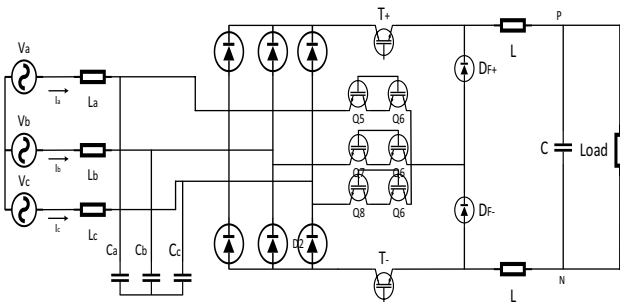 T+
Va
L
P
DF+
Ia
La
Q5 Q6
Vb
C
Load
Ib
Lb
Q7 Q6
Vc
Q8 Q6
DF-
Ic
Lc
Ca Cb Cc
D2
T-
L
N